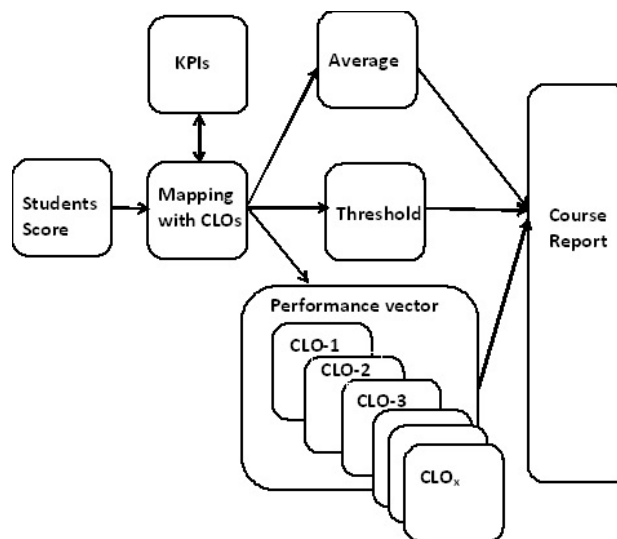 KPIs
Average
Students
Score
Mapping
with CLOs
Threshold
Course
Report
Performance vector
CLO-1
CLO-2
CLO-3
CLOₓ